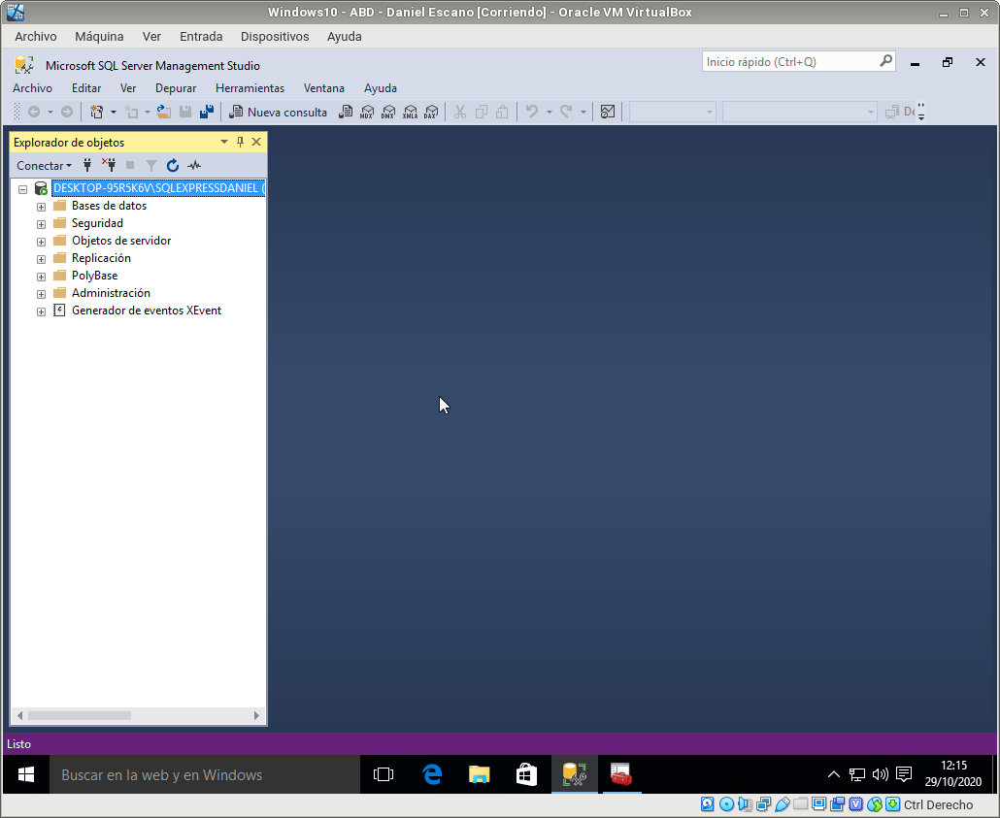 Windows10 - ABD - Daniel Escano [Corriendo] - Oracle VM VirtualBox
Archivo Máquina Ver Entrada Dispositivos Ayuda
Microsoft SQL Server Management Studio
Inicio rápido (Ctrl+Q)
Archivo Editar Ver Depurar Herramientas Ventana Ayuda
Nueva consulta MDX DMX XMLA DAX
Explorador de objetos
Conectar
DESKTOP-95R5K6V\SQLEXPRESSDANIEL (
Bases de datos
Seguridad
Objetos de servidor
Replicación
PolyBase
Administración
Generador de eventos XEvent
Listo
Buscar en la web y en Windows
12:15
29/10/2020
Ctrl Derecho